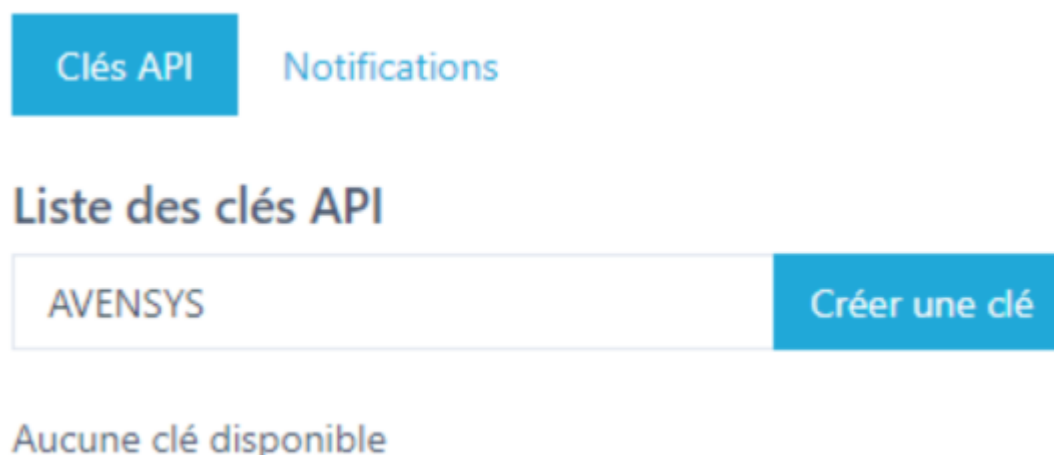 Clés API Notifications
Liste des clés API
AVENSYS Créer une clé
Aucune clé disponible